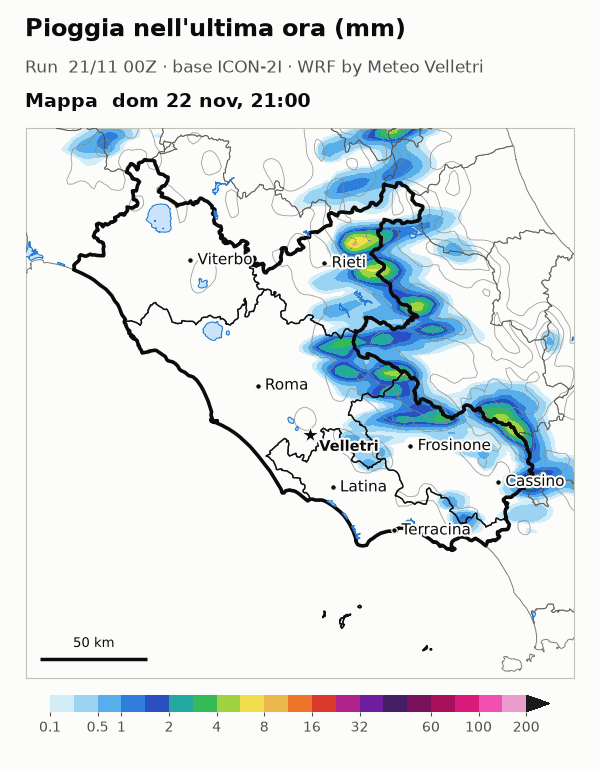 Pioggia nell'ultima ora (mm)
Run 21/11 00Z · base ICON-2I · WRF by Meteo Velletri
Mappa dom 22 nov, 21:00
Viterbo
Rieti
Roma
Velletri
Frosinone
Latina
Cassino
Terracina
50 km
0.1 0.5 1 2 4 8 16 32 60 100 200